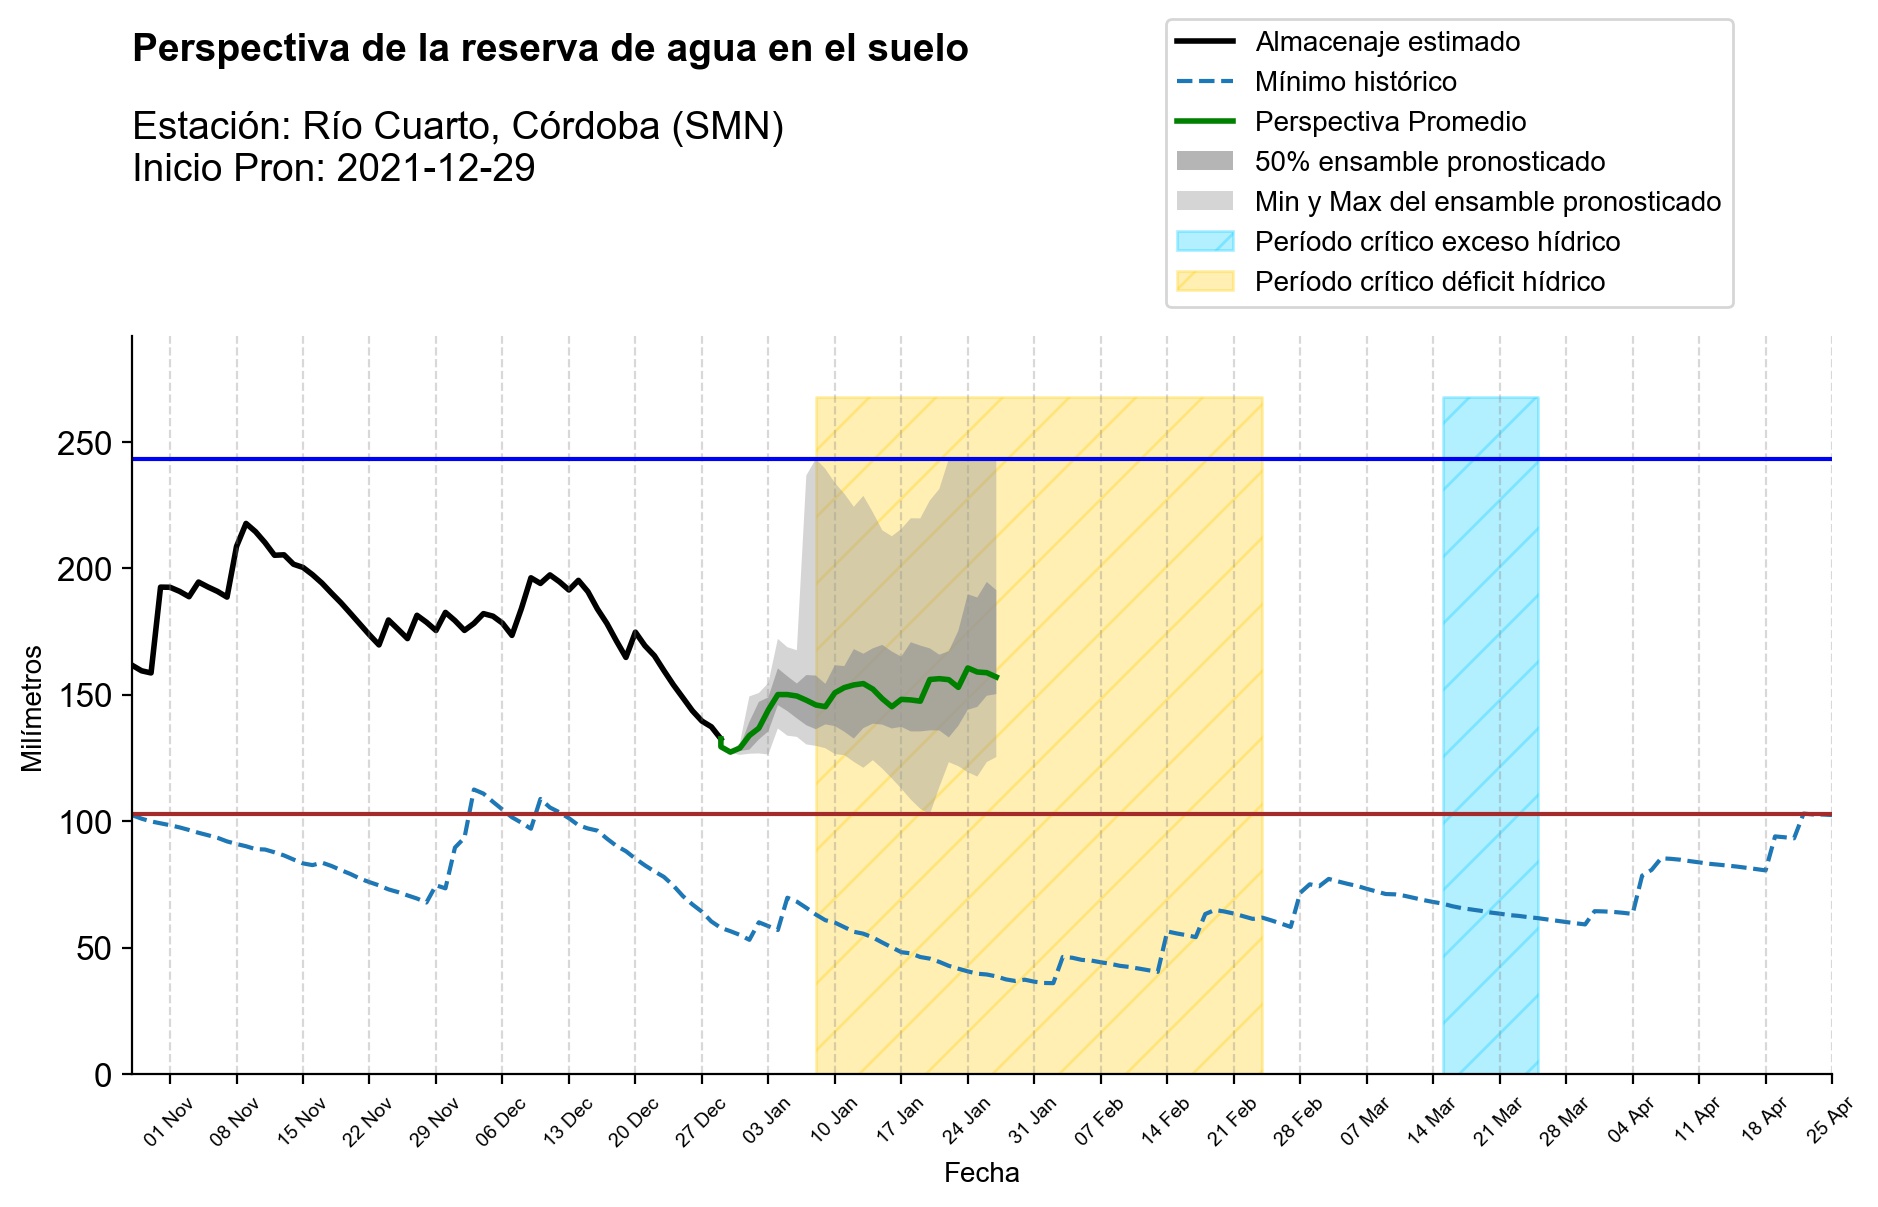 Perspectiva de la reserva de agua en el suelo
Estación: Río Cuarto, Córdoba (SMN)
Inicio Pron: 2021-12-29
Almacenaje estimado
Mínimo histórico
Perspectiva Promedio
50% ensamble pronosticado
Min y Max del ensamble pronosticado
Período crítico exceso hídrico
Período crítico déficit hídrico
Milímetros
250
200
150
100
50
0
01 Nov
08 Nov
15 Nov
22 Nov
29 Nov
06 Dec
13 Dec
20 Dec
27 Dec
03 Jan
10 Jan
17 Jan
24 Jan
31 Jan
07 Feb
14 Feb
21 Feb
28 Feb
07 Mar
14 Mar
21 Mar
28 Mar
04 Apr
11 Apr
18 Apr
25 Apr
Fecha